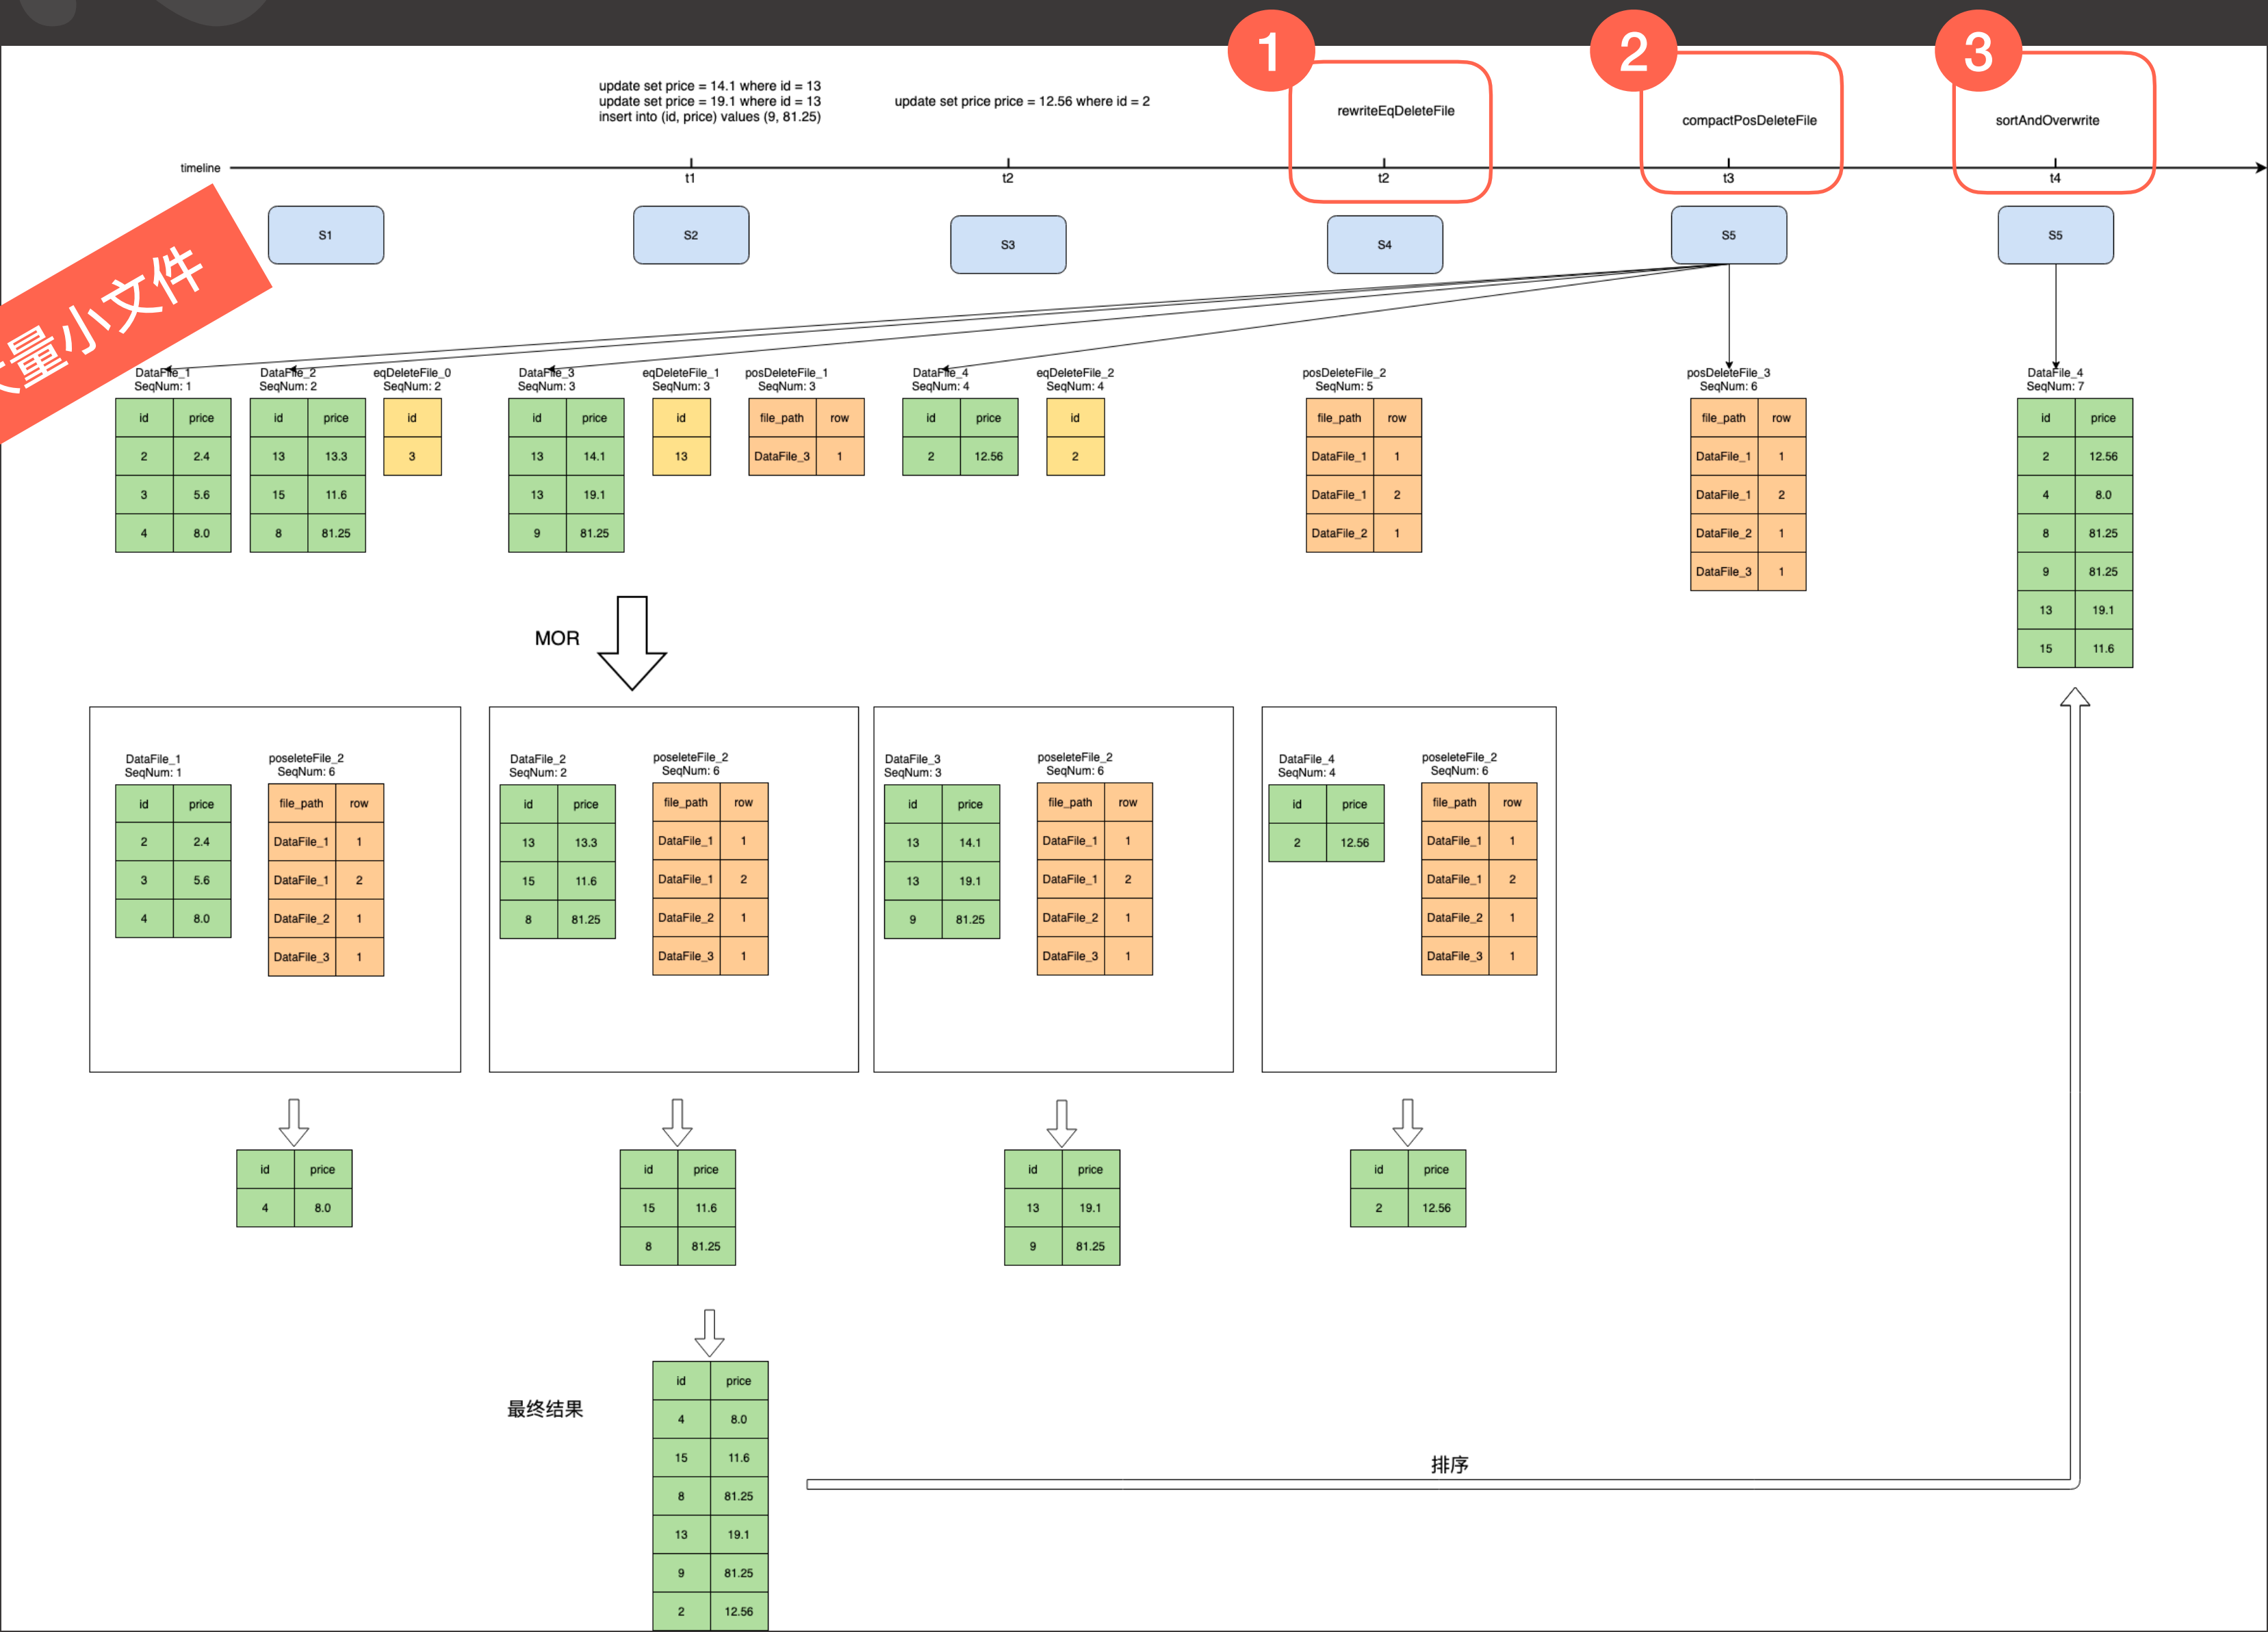 1
2
3
update set price = 14.1 where id = 13
update set price = 19.1 where id = 13
insert into (id, price) values (9, 81.25)
update set price price = 12.56 where id = 2
rewriteEqDeleteFile
compactPosDeleteFile
sortAndOverwrite
timeline
t1
t2
t2
t3
t4
S1
S2
S3
S4
S5
S5
量小文件
DataFile_1
SeqNum: 1
id price
2 2.4
3 5.6
4 8.0
DataFile_2
SeqNum: 2
id price
13 13.3
15 11.6
8 81.25
eqDeleteFile_0
SeqNum: 2
id
3
DataFile_3
SeqNum: 3
id price
13 14.1
13 19.1
9 81.25
eqDeleteFile_1
SeqNum: 3
id
13
posDeleteFile_1
SeqNum: 3
file_path row
DataFile_3 1
DataFile_4
SeqNum: 4
id price
2 12.56
eqDeleteFile_2
SeqNum: 4
id
2
posDeleteFile_2
SeqNum: 5
file_path row
DataFile_1 1
DataFile_1 2
DataFile_2 1
posDeleteFile_3
SeqNum: 6
file_path row
DataFile_1 1
DataFile_1 2
DataFile_2 1
DataFile_3 1
DataFile_4
SeqNum: 7
id price
2 12.56
4 8.0
8 81.25
9 81.25
13 19.1
15 11.6
MOR
DataFile_1
SeqNum: 1
id price
2 2.4
3 5.6
4 8.0
poseleteFile_2
SeqNum: 6
file_path row
DataFile_1 1
DataFile_1 2
DataFile_2 1
DataFile_3 1
DataFile_2
SeqNum: 2
id price
13 13.3
15 11.6
8 81.25
poseleteFile_2
SeqNum: 6
file_path row
DataFile_1 1
DataFile_1 2
DataFile_2 1
DataFile_3 1
DataFile_3
SeqNum: 3
id price
13 14.1
13 19.1
9 81.25
poseleteFile_2
SeqNum: 6
file_path row
DataFile_1 1
DataFile_1 2
DataFile_2 1
DataFile_3 1
DataFile_4
SeqNum: 4
id price
2 12.56
poseleteFile_2
SeqNum: 6
file_path row
DataFile_1 1
DataFile_1 2
DataFile_2 1
DataFile_3 1
id price
4 8.0
id price
15 11.6
8 81.25
id price
13 19.1
9 81.25
id price
2 12.56
最终结果
id price
4 8.0
15 11.6
8 81.25
13 19.1
9 81.25
2 12.56
排序